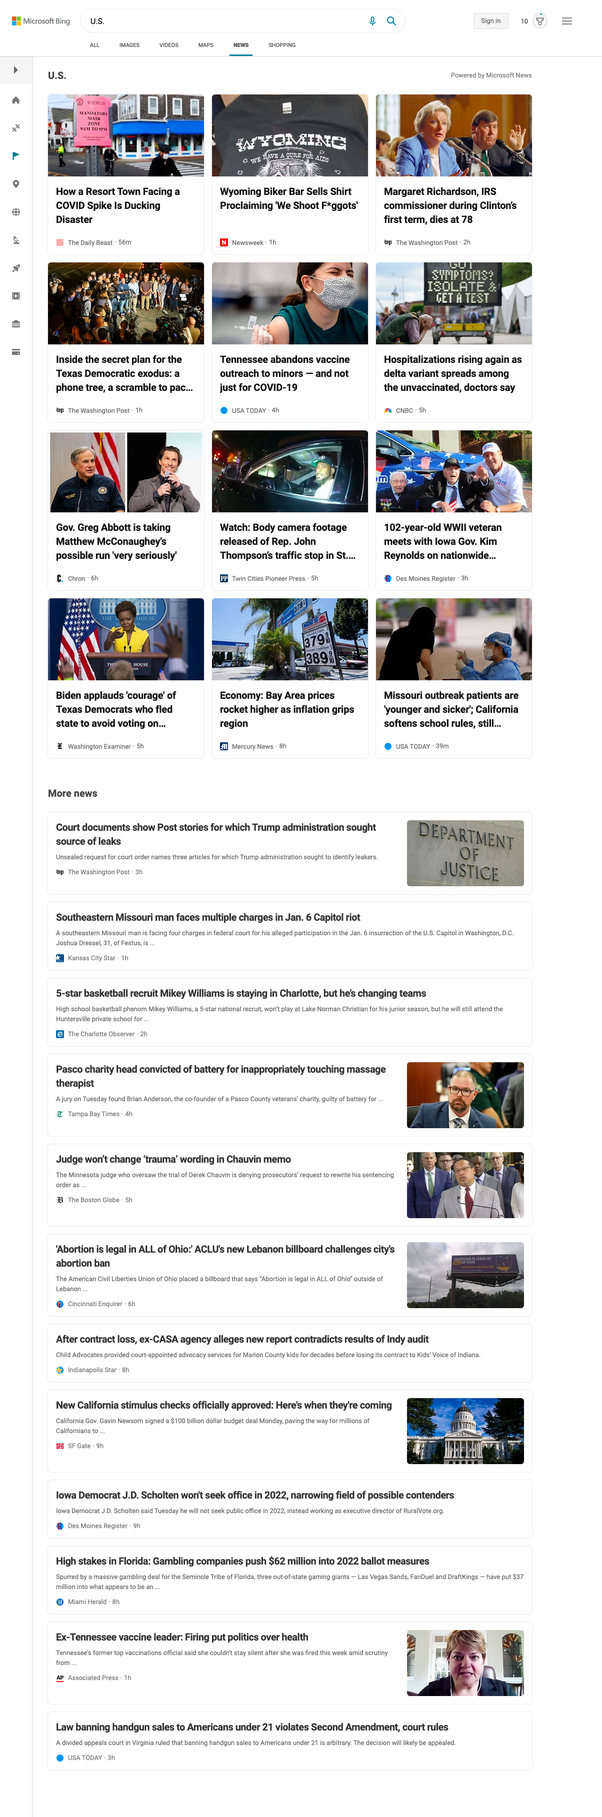 Microsoft Bing
U.S.
Sign in
10
ALL
IMAGES
VIDEOS
MAPS
NEWS
SHOPPING
U.S.
Powered by Microsoft News
COVID-19
MANDATORY
MASK
ZONE
9AM TO 9PM
How a Resort Town Facing a
COVID Spike Is Ducking
Disaster
The Daily Beast · 56m
WYOMING
WE HAVE A CURE FOR AIDS
Wyoming Biker Bar Sells Shirt
Proclaiming 'We Shoot F*ggots'
N
Newsweek · 1h
Margaret Richardson, IRS
commissioner during Clinton's
first term, dies at 78
wp
The Washington Post · 2h
Inside the secret plan for the
Texas Democratic exodus: a
phone tree, a scramble to pac...
wp
The Washington Post · 1h
Tennessee abandons vaccine
outreach to minors — and not
just for COVID-19
USA TODAY · 4h
GOT
SYMPTOMS?
ISOLATE &
GET A TEST
Hospitalizations rising again as
delta variant spreads among
the unvaccinated, doctors say
CNBC · 5h
Gov. Greg Abbott is taking
Matthew McConaughey's
possible run 'very seriously'
C
Chron · 6h
Watch: Body camera footage
released of Rep. John
Thompson's traffic stop in St....
PP
Twin Cities Pioneer Press · 5h
102-year-old WWII veteran
meets with Iowa Gov. Kim
Reynolds on nationwide...
Des Moines Register · 3h
Biden applauds 'courage' of
Texas Democrats who fled
state to avoid voting on...
Washington Examiner · 5h
379
389
Economy: Bay Area prices
rocket higher as inflation grips
region
Mercury News · 8h
Missouri outbreak patients are
'younger and sicker'; California
softens school rules, still...
USA TODAY · 39m
More news
Court documents show Post stories for which Trump administration sought
source of leaks
Unsealed request for court order names three articles for which Trump administration sought to identify leakers.
wp
The Washington Post · 3h
DEPARTMENT
OF
JUSTICE
Southeastern Missouri man faces multiple charges in Jan. 6 Capitol riot
A southeastern Missouri man is facing four charges in federal court for his alleged participation in the Jan. 6 insurrection of the U.S. Capitol in Washington, D.C.
Joshua Dressel, 31, of Festus, is ...
Kansas City Star · 1h
5-star basketball recruit Mikey Williams is staying in Charlotte, but he's changing teams
High school basketball phenom Mikey Williams, a 5-star national recruit, won't play at Lake Norman Christian for his junior season, but he will still attend the
Huntersville private school for ...
The Charlotte Observer · 2h
Pasco charity head convicted of battery for inappropriately touching massage
therapist
A jury on Tuesday found Brian Anderson, the co-founder of a Pasco County veterans' charity, guilty of battery for ...
Tampa Bay Times · 4h
Judge won't change 'trauma' wording in Chauvin memo
The Minnesota judge who oversaw the trial of Derek Chauvin is denying prosecutors' request to rewrite his sentencing
order as ...
B
The Boston Globe · 5h
'Abortion is legal in ALL of Ohio:' ACLU's new Lebanon billboard challenges city's
abortion ban
The American Civil Liberties Union of Ohio placed a billboard that says "Abortion is legal in ALL of Ohio" outside of
Lebanon ...
Cincinnati Enquirer · 6h
After contract loss, ex-CASA agency alleges new report contradicts results of Indy audit
Child Advocates provided court-appointed advocacy services for Marion County kids for decades before losing its contract to Kids' Voice of Indiana.
Indianapolis Star · 8h
New California stimulus checks officially approved: Here's when they're coming
California Gov. Gavin Newsom signed a $100 billion dollar budget deal Monday, paving the way for millions of
Californians to ...
SF Gate · 9h
Iowa Democrat J.D. Scholten won't seek office in 2022, narrowing field of possible contenders
Iowa Democrat J.D. Scholten said Tuesday he will not seek public office in 2022, instead working as executive director of RuralVote.org.
Des Moines Register · 9h
High stakes in Florida: Gambling companies push $62 million into 2022 ballot measures
Spurred by a massive gambling deal for the Seminole Tribe of Florida, three out-of-state gaming giants — Las Vegas Sands, FanDuel and DraftKings — have put $37
million into what appears to be an ...
Miami Herald · 8h
Ex-Tennessee vaccine leader: Firing put politics over health
Tennessee's former top vaccinations official said she couldn't stay silent after she was fired this week amid scrutiny
from ...
AP
Associated Press · 1h
Law banning handgun sales to Americans under 21 violates Second Amendment, court rules
A divided appeals court in Virginia ruled that banning handgun sales to Americans under 21 is arbitrary. The decision will likely be appealed.
USA TODAY · 3h